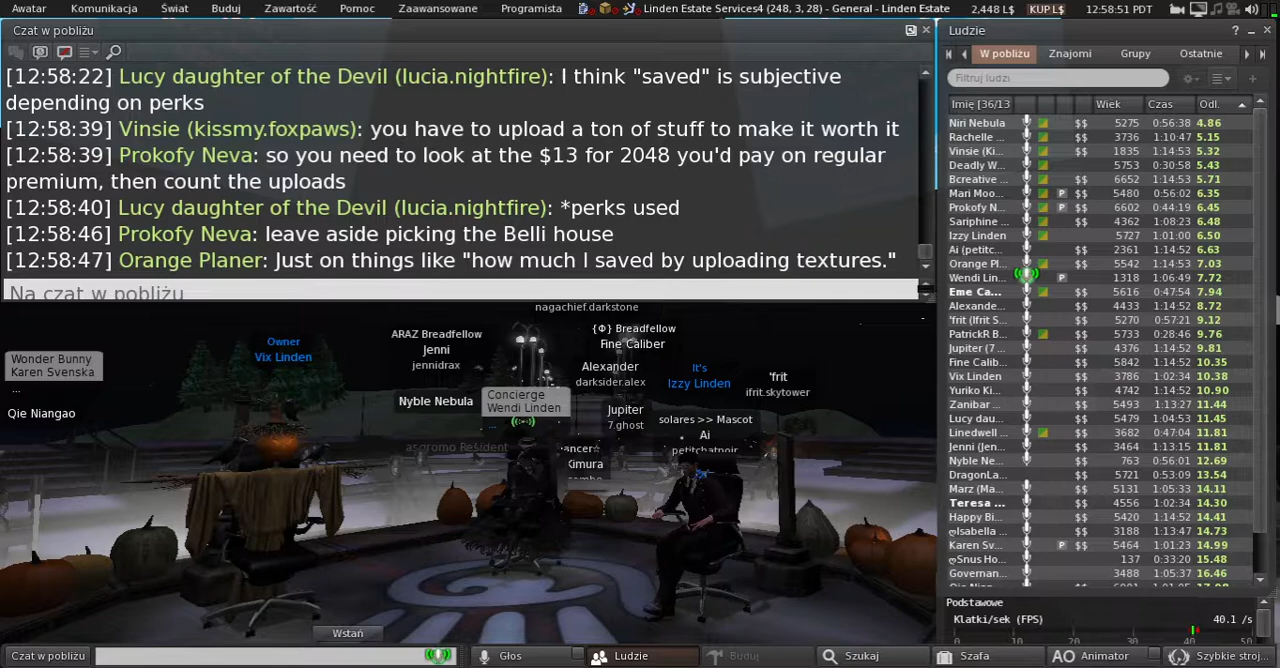 Awatar Komunikacja Świat Buduj Zawartość Pomoc Zaawansowane Programista Linden Estate Services4 (248, 3, 28) - General - Linden Estate 2,448 L$ KUP L$ 12:58:51 PDT
Czat w pobliżu
[12:58:22] Lucy daughter of the Devil (lucia.nightfire): I think "saved" is subjective
depending on perks
[12:58:39] Vinsie (kissmy.foxpaws): you have to upload a ton of stuff to make it worth it
[12:58:39] Prokofy Neva: so you need to look at the $13 for 2048 you'd pay on regular
premium, then count the uploads
[12:58:40] Lucy daughter of the Devil (lucia.nightfire): *perks used
[12:58:46] Prokofy Neva: leave aside picking the Belli house
[12:58:47] Orange Planer: Just on things like "how much I saved by uploading textures."
Na czat w pobliżu
nagachief.darkstone
Wonder Bunny
Karen Svenska
...
Qie Niangao
Owner
Vix Linden
ARAZ Breadfellow
Jenni
jennidrax
Nyble Nebula
Concierge
Wendi Linden
{Φ} Breadfellow
Fine Caliber
Alexander
darksider.alex
Jupiter
7.ghost
It's
Izzy Linden
'frit
ifrit.skytower
solares >> Mascot
Ai
petitchatnoir
asgromo Resident
Kimura
Wstań
Ludzie
? _ ×
W pobliżu Znajomi Grupy Ostatnie
Filtruj ludzi
Imię [36/13 Wiek Czas Odl.
Niri Nebula $$ 5275 0:56:38 4.86
Rachelle ... $$ 3736 1:10:47 5.15
Vinsie (Ki... $$ 1835 1:14:53 5.32
Deadly W... 5753 0:30:58 5.43
Bcreative ... $$ 6652 1:14:53 5.71
Mari Moo... P $$ 5480 0:56:02 6.35
Prokofy N... P $$ 6602 0:44:19 6.45
Sariphine ... $$ 4362 1:08:23 6.48
Izzy Linden 5727 1:01:00 6.50
Ai (petitc... $$ 2361 1:14:53 6.63
Orange Pl... $$ 5542 1:14:53 7.03
Wendi Lin... P 1318 1:06:49 7.72
Eme Ca... $$ 5616 0:47:54 7.94
Alexande... $$ 4433 1:14:52 8.72
'frit (Ifrit S... $$ 5270 0:57:21 9.12
PatrickR B... $$ 5737 0:28:46 9.76
Jupiter (7 ... $$ 4376 1:14:52 9.81
Fine Calib... $$ 5842 1:14:52 10.35
Vix Linden $$ 3786 1:02:34 10.38
Yuniko Ki... $$ 4742 1:14:52 10.90
Zanibar ... $$ 5493 1:13:27 11.44
Lucy dau... $$ 5479 1:04:53 11.45
Linedwell ... $$ 3682 0:47:04 11.81
Jenni (Jen... $$ 3464 1:13:15 11.81
Nyble Ne... $$ 763 0:56:01 12.69
DragonLa... $$ 5721 0:53:09 13.54
Marz (Ma... $$ 5131 1:05:33 14.11
Teresa ... $$ 4556 1:02:34 14.30
Happy Bi... $$ 5420 1:14:52 14.41
ღIsabella ... $$ 3188 1:13:47 14.73
Karen Sv... P $$ 5464 1:01:23 14.99
ღSnus Ho... 137 0:33:20 15.48
Governan... 3488 1:05:37 16.46
Podstawowe
Klatki/sek (FPS) 40.1 /s
0 10 20 30 40 50
Czat w pobliżu Głos Ludzie Buduj Szukaj Szafa AO Animator Szybkie stroj...